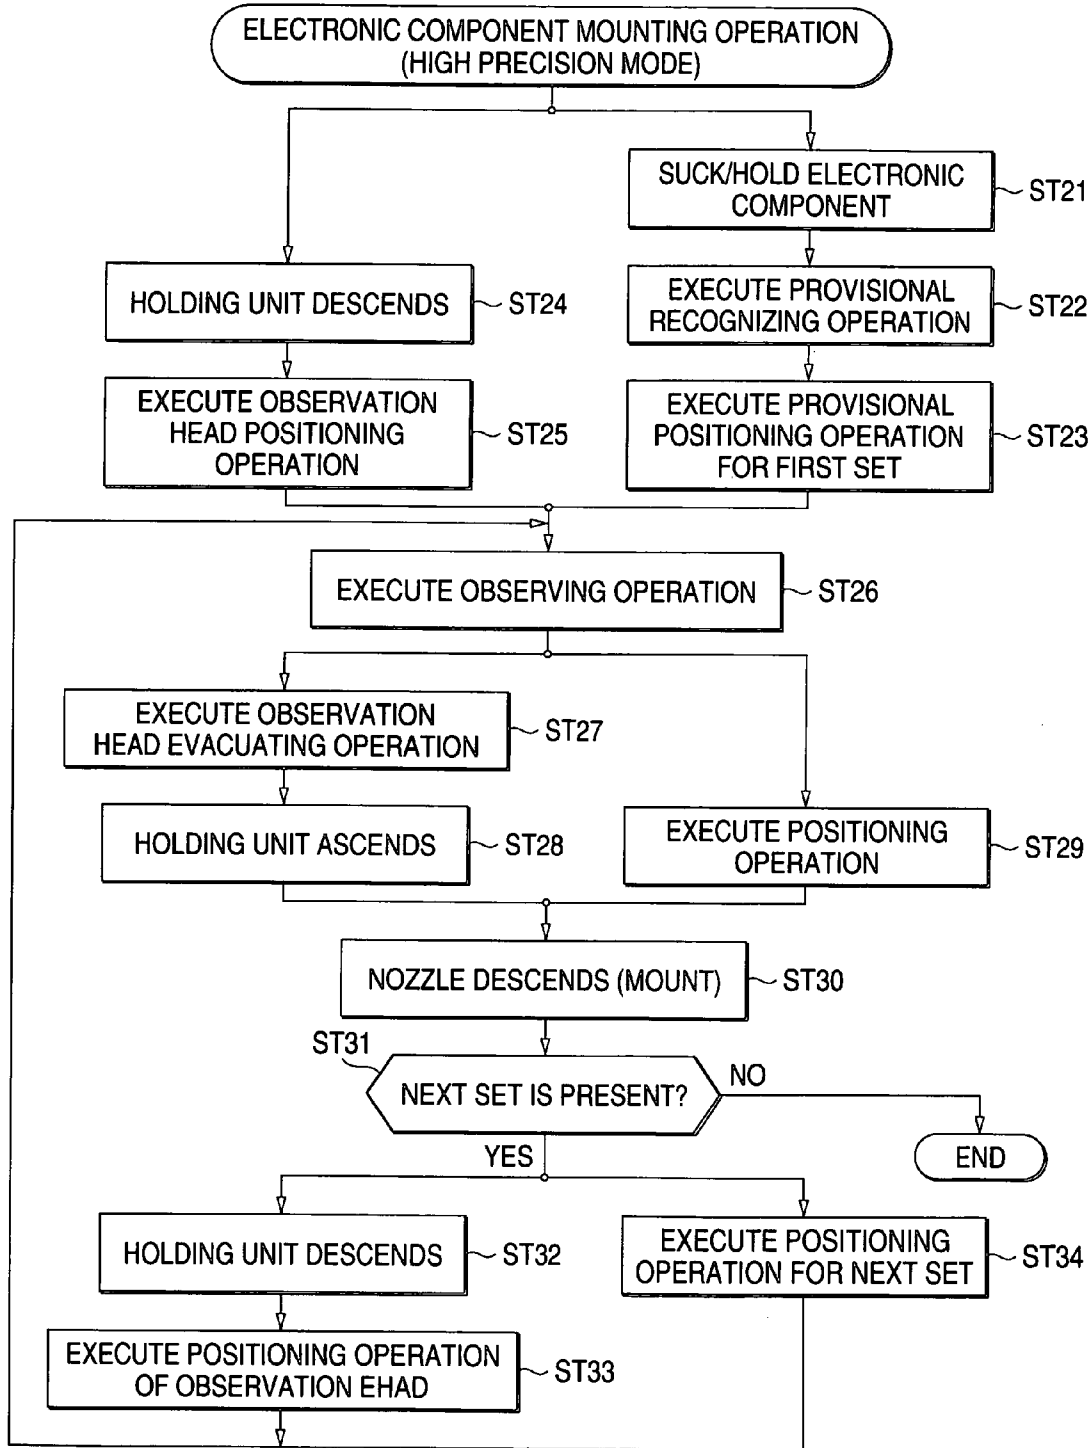 ELECTRONIC COMPONENT MOUNTING OPERATION
(HIGH PRECISION MODE)
SUCK/HOLD ELECTRONIC
COMPONENT
ST21
HOLDING UNIT DESCENDS
ST24
EXECUTE PROVISIONAL
RECOGNIZING OPERATION
ST22
EXECUTE OBSERVATION
HEAD POSITIONING
OPERATION
ST25
EXECUTE PROVISIONAL
POSITIONING OPERATION
FOR FIRST SET
ST23
EXECUTE OBSERVING OPERATION
ST26
EXECUTE OBSERVATION
HEAD EVACUATING OPERATION
ST27
HOLDING UNIT ASCENDS
ST28
EXECUTE POSITIONING
OPERATION
ST29
NOZZLE DESCENDS (MOUNT)
ST30
ST31
NEXT SET IS PRESENT?
NO
END
YES
HOLDING UNIT DESCENDS
ST32
EXECUTE POSITIONING
OPERATION FOR NEXT SET
ST34
EXECUTE POSITIONING OPERATION
OF OBSERVATION EHAD
ST33